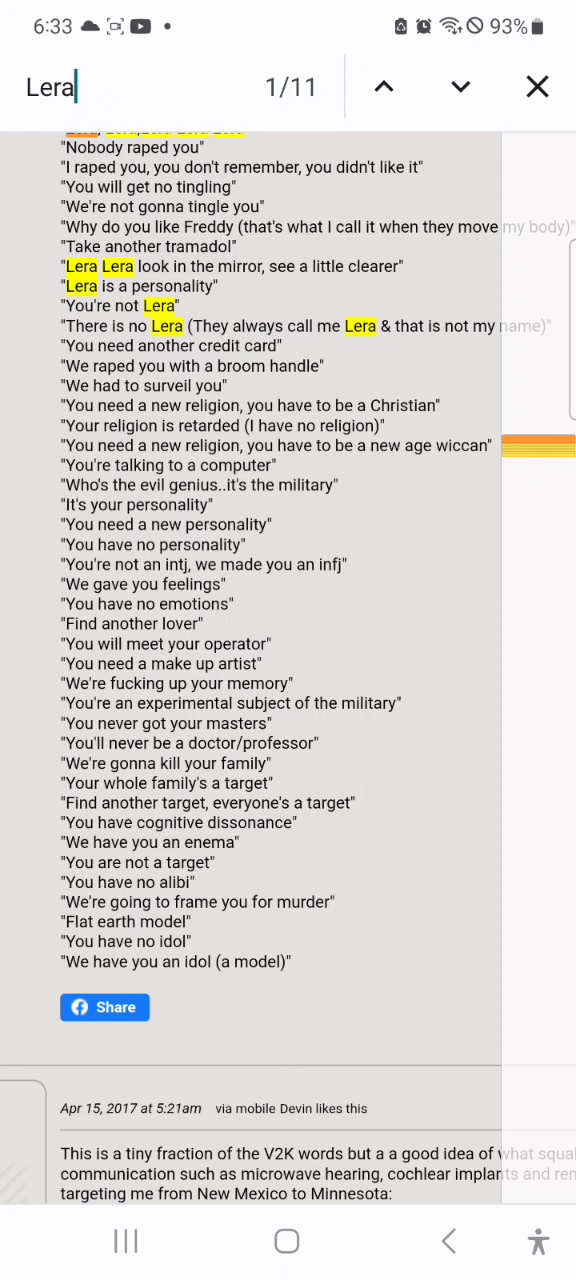 6:33 93%
Lera 1/11
"Nobody raped you"
"I raped you, you don't remember, you didn't like it"
"You will get no tingling"
"We're not gonna tingle you"
"Why do you like Freddy (that's what I call it when they move my body)"
"Take another tramadol"
"Lera Lera look in the mirror, see a little clearer"
"Lera is a personality"
"You're not Lera"
"There is no Lera (They always call me Lera & that is not my name)"
"You need another credit card"
"We raped you with a broom handle"
"We had to surveil you"
"You need a new religion, you have to be a Christian"
"Your religion is retarded (I have no religion)"
"You need a new religion, you have to be a new age wiccan"
"You're talking to a computer"
"Who's the evil genius..it's the military"
"It's your personality"
"You need a new personality"
"You have no personality"
"You're not an intj, we made you an infj"
"We gave you feelings"
"You have no emotions"
"Find another lover"
"You will meet your operator"
"You need a make up artist"
"We're fucking up your memory"
"You're an experimental subject of the military"
"You never got your masters"
"You'll never be a doctor/professor"
"We're gonna kill your family"
"Your whole family's a target"
"Find another target, everyone's a target"
"You have cognitive dissonance"
"We have you an enema"
"You are not a target"
"You have no alibi"
"We're going to frame you for murder"
"Flat earth model"
"You have no idol"
"We have you an idol (a model)"
Share
Apr 15, 2017 at 5:21am via mobile Devin likes this
This is a tiny fraction of the V2K words but a a good idea of what
communication such as microwave hearing, cochlear implants and
targeting me from New Mexico to Minnesota: